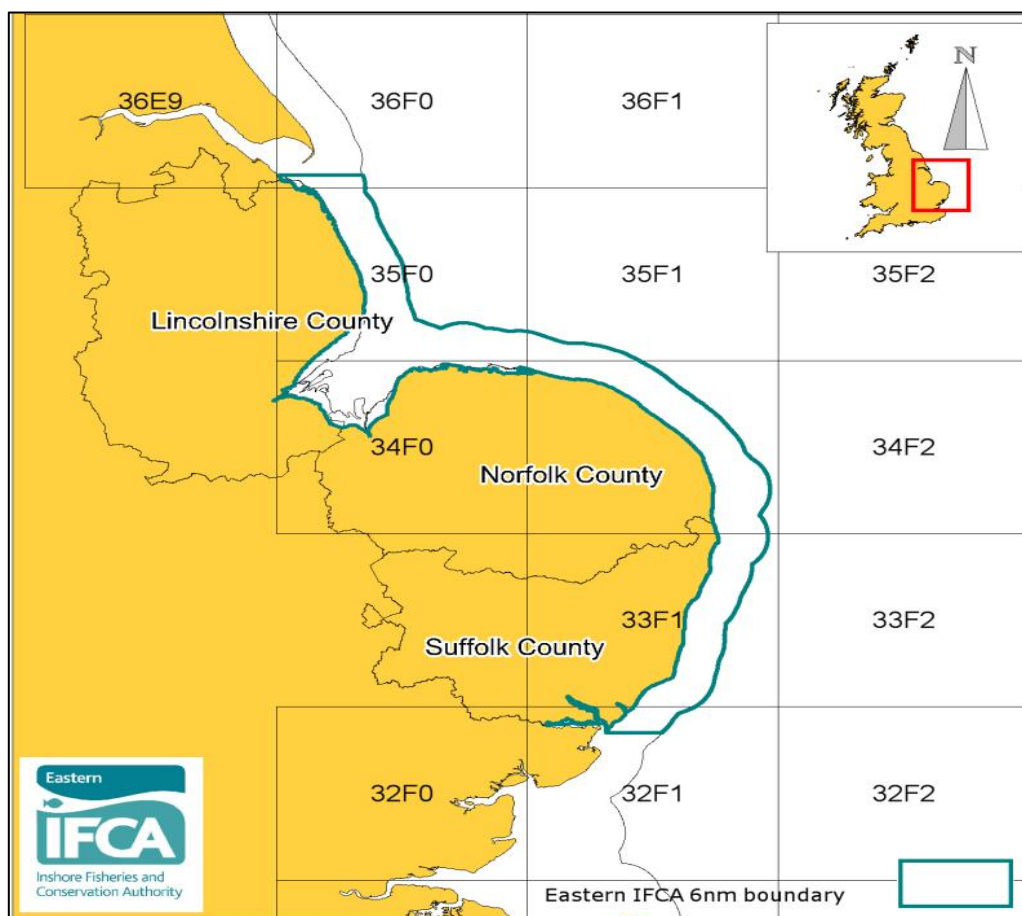 36E9
36F0
36F1
N
35F0
35F1
35F2
Lincolnshire County
34F0
34F2
Norfolk County
33F1
33F2
Suffolk County
32F0
32F1
32F2
Eastern
IFCA
Inshore Fisheries and
Conservation Authority
Eastern IFCA 6nm boundary